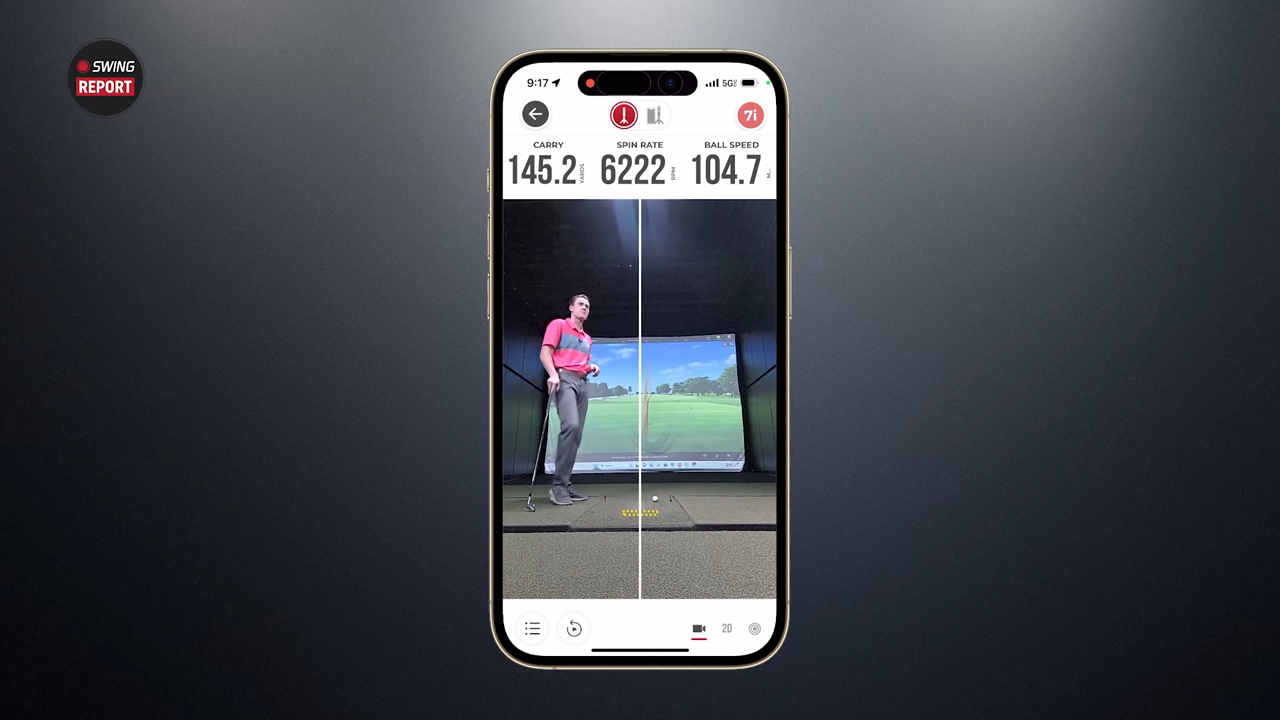 SWING
REPORT
9:17
5G
7i
CARRY
SPIN RATE
BALL SPEED
145.2 YARDS
6222 RPM
104.7 M...
2D